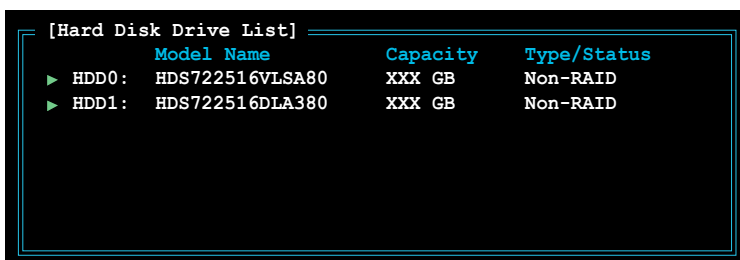 [Hard Disk Drive List]
Model Name Capacity Type/Status
HDD0: HDS722516VLSA80 XXX GB Non-RAID
HDD1: HDS722516DLA380 XXX GB Non-RAID